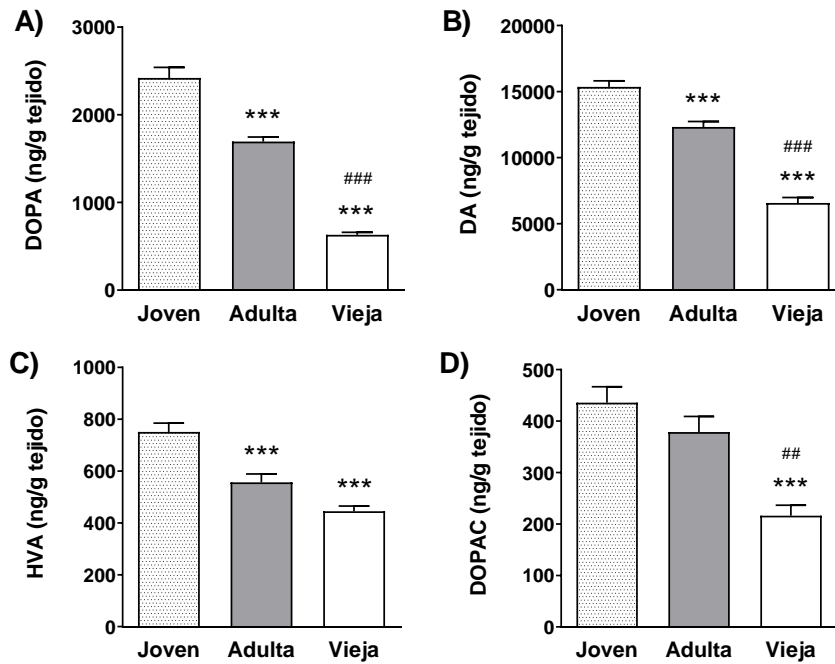 A)
DOPA (ng/g tejido)
3000
2000
1000
0
***
###
***
Joven Adulta Vieja
B)
DA (ng/g tejido)
20000
15000
10000
5000
0
***
###
***
Joven Adulta Vieja
C)
HVA (ng/g tejido)
1000
800
600
400
200
0
***
***
Joven Adulta Vieja
D)
DOPAC (ng/g tejido)
500
400
300
200
100
0
##
***
Joven Adulta Vieja